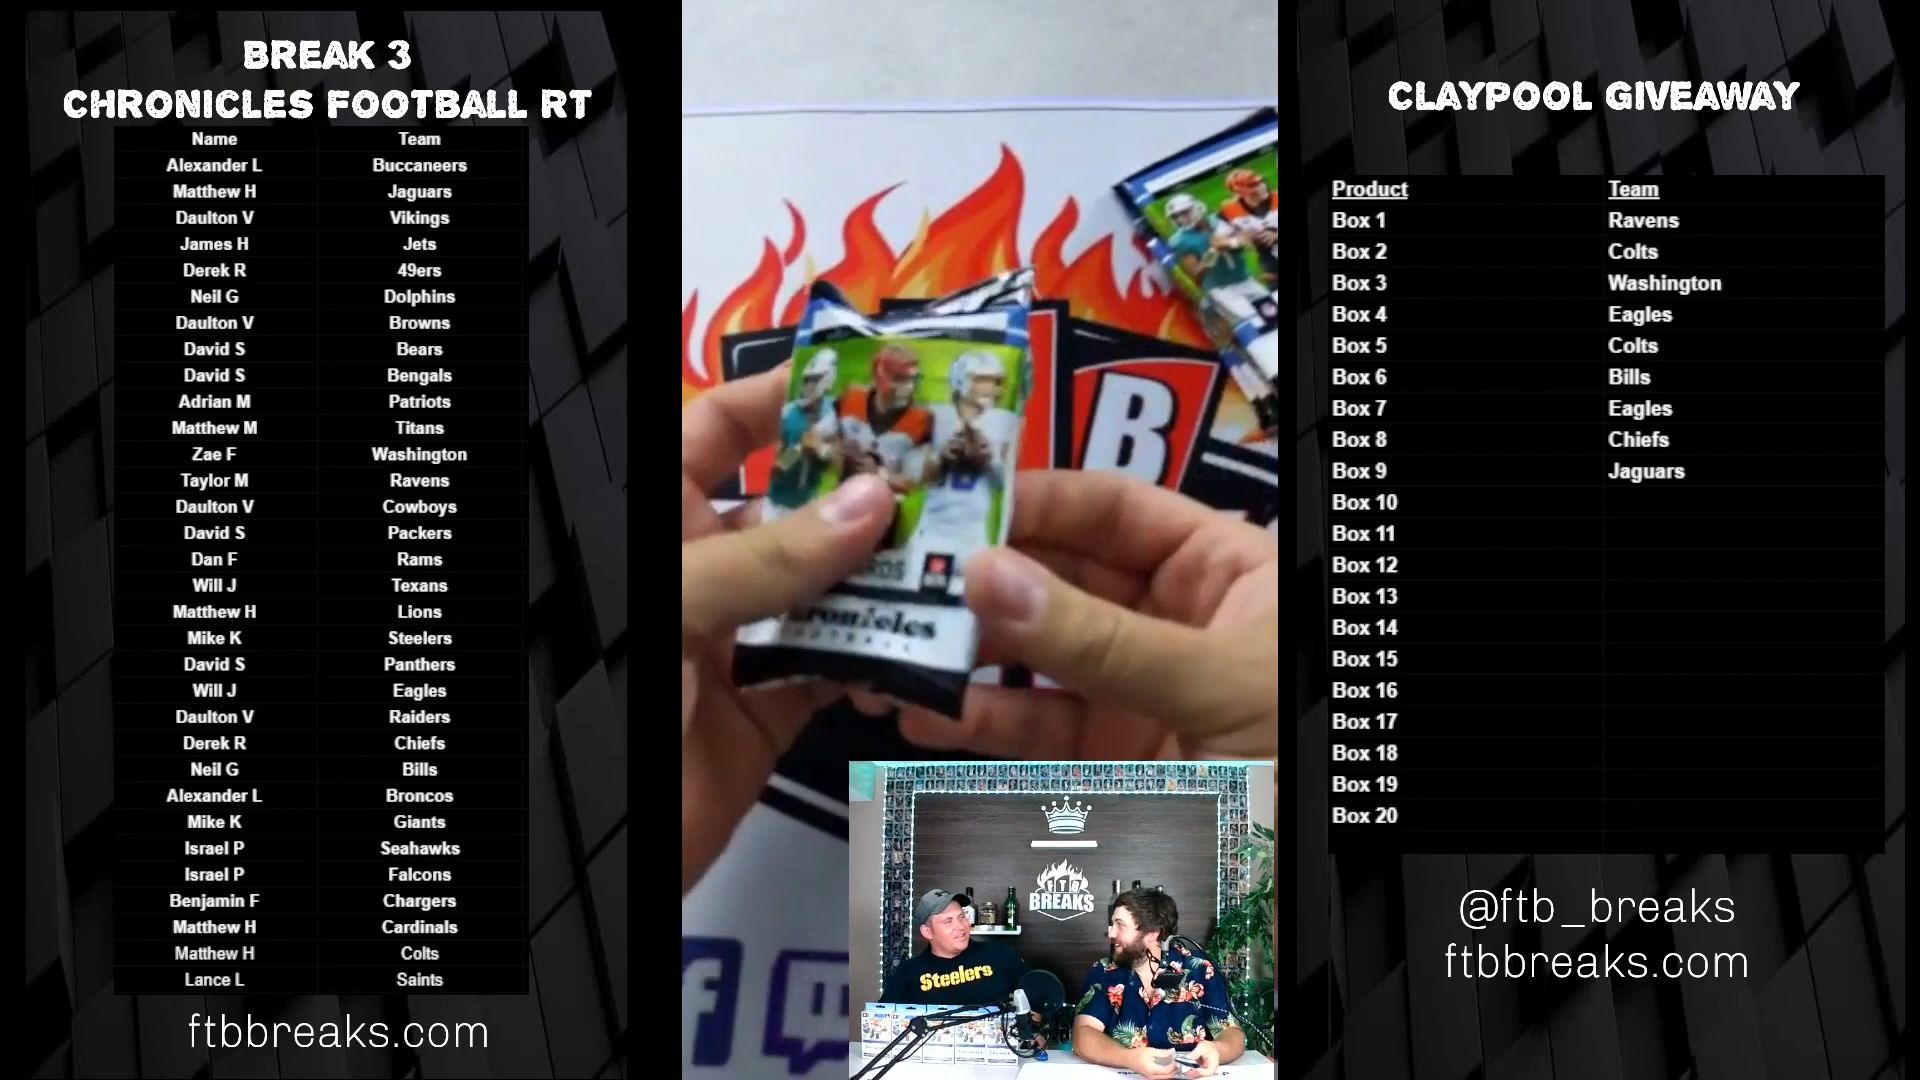 BREAK 3
CHRONICLES FOOTBALL RT
Name Team
Alexander L Buccaneers
Matthew H Jaguars
Daulton V Vikings
James H Jets
Derek R 49ers
Neil G Dolphins
Daulton V Browns
David S Bears
David S Bengals
Adrian M Patriots
Matthew M Titans
Zae F Washington
Taylor M Ravens
Daulton V Cowboys
David S Packers
Dan F Rams
Will J Texans
Matthew H Lions
Mike K Steelers
David S Panthers
Will J Eagles
Daulton V Raiders
Derek R Chiefs
Neil G Bills
Alexander L Broncos
Mike K Giants
Israel P Seahawks
Israel P Falcons
Benjamin F Chargers
Matthew H Cardinals
Matthew H Colts
Lance L Saints
ftbbreaks.com
B
FTB
BREAKS
Steelers
CLAYPOOL GIVEAWAY
Product Team
Box 1 Ravens
Box 2 Colts
Box 3 Washington
Box 4 Eagles
Box 5 Colts
Box 6 Bills
Box 7 Eagles
Box 8 Chiefs
Box 9 Jaguars
Box 10
Box 11
Box 12
Box 13
Box 14
Box 15
Box 16
Box 17
Box 18
Box 19
Box 20
@ftb_breaks
ftbbreaks.com